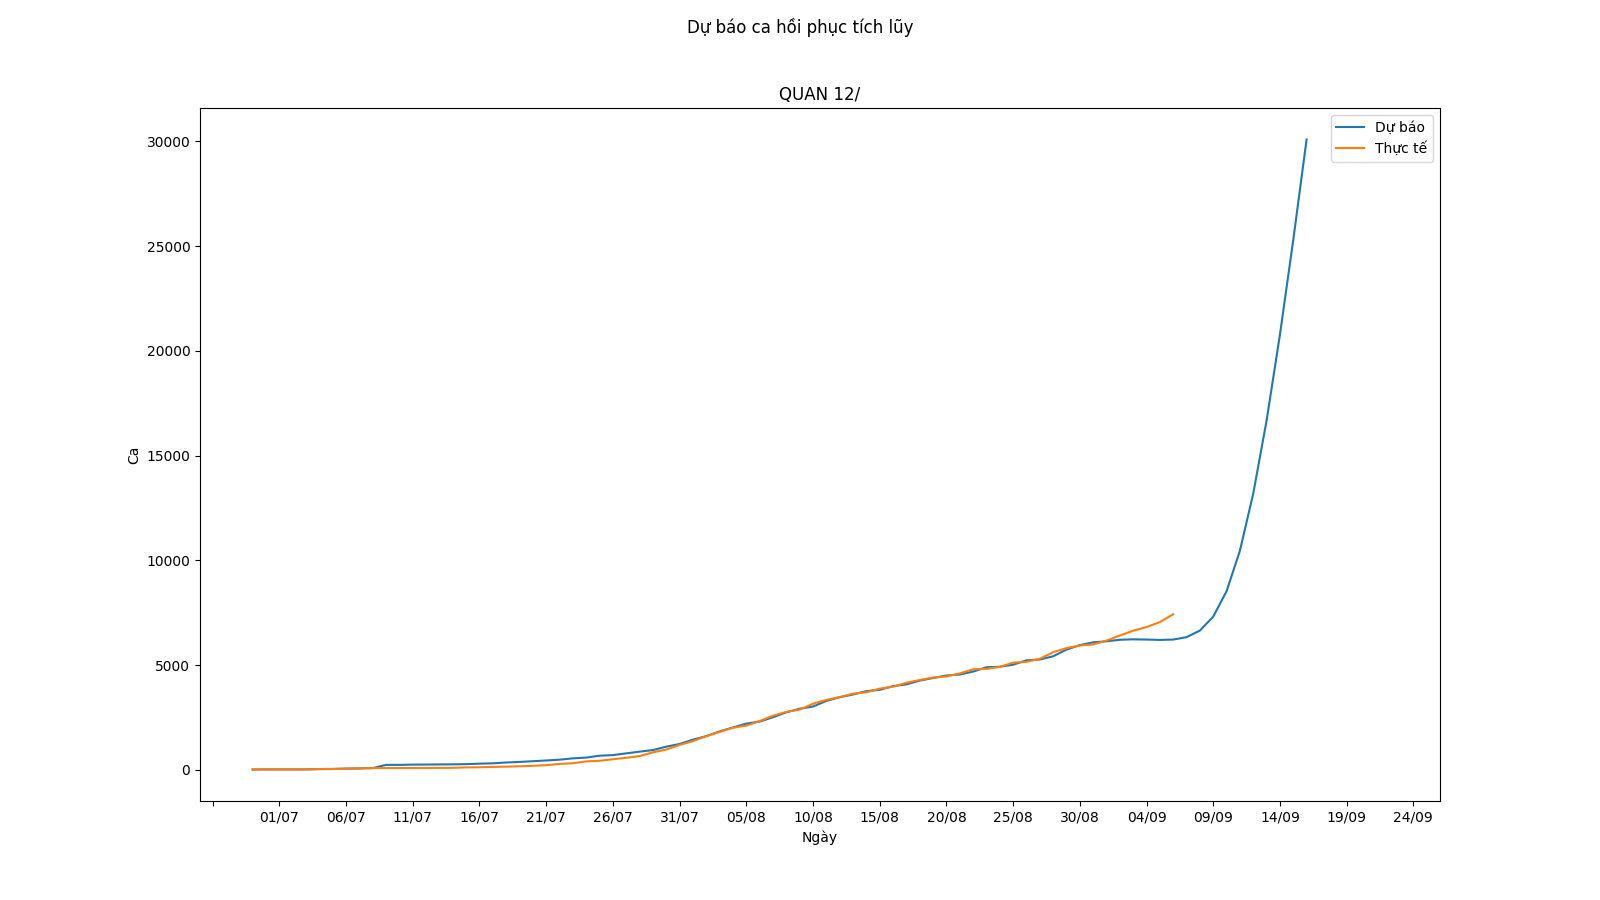 Dự báo ca hồi phục tích lũy
QUAN 12/
Dự báo
Thực tế
30000
25000
20000
15000
10000
5000
0
Ca
01/07 06/07 11/07 16/07 21/07 26/07 31/07 05/08 10/08 15/08 20/08 25/08 30/08 04/09 09/09 14/09 19/09 24/09
Ngày